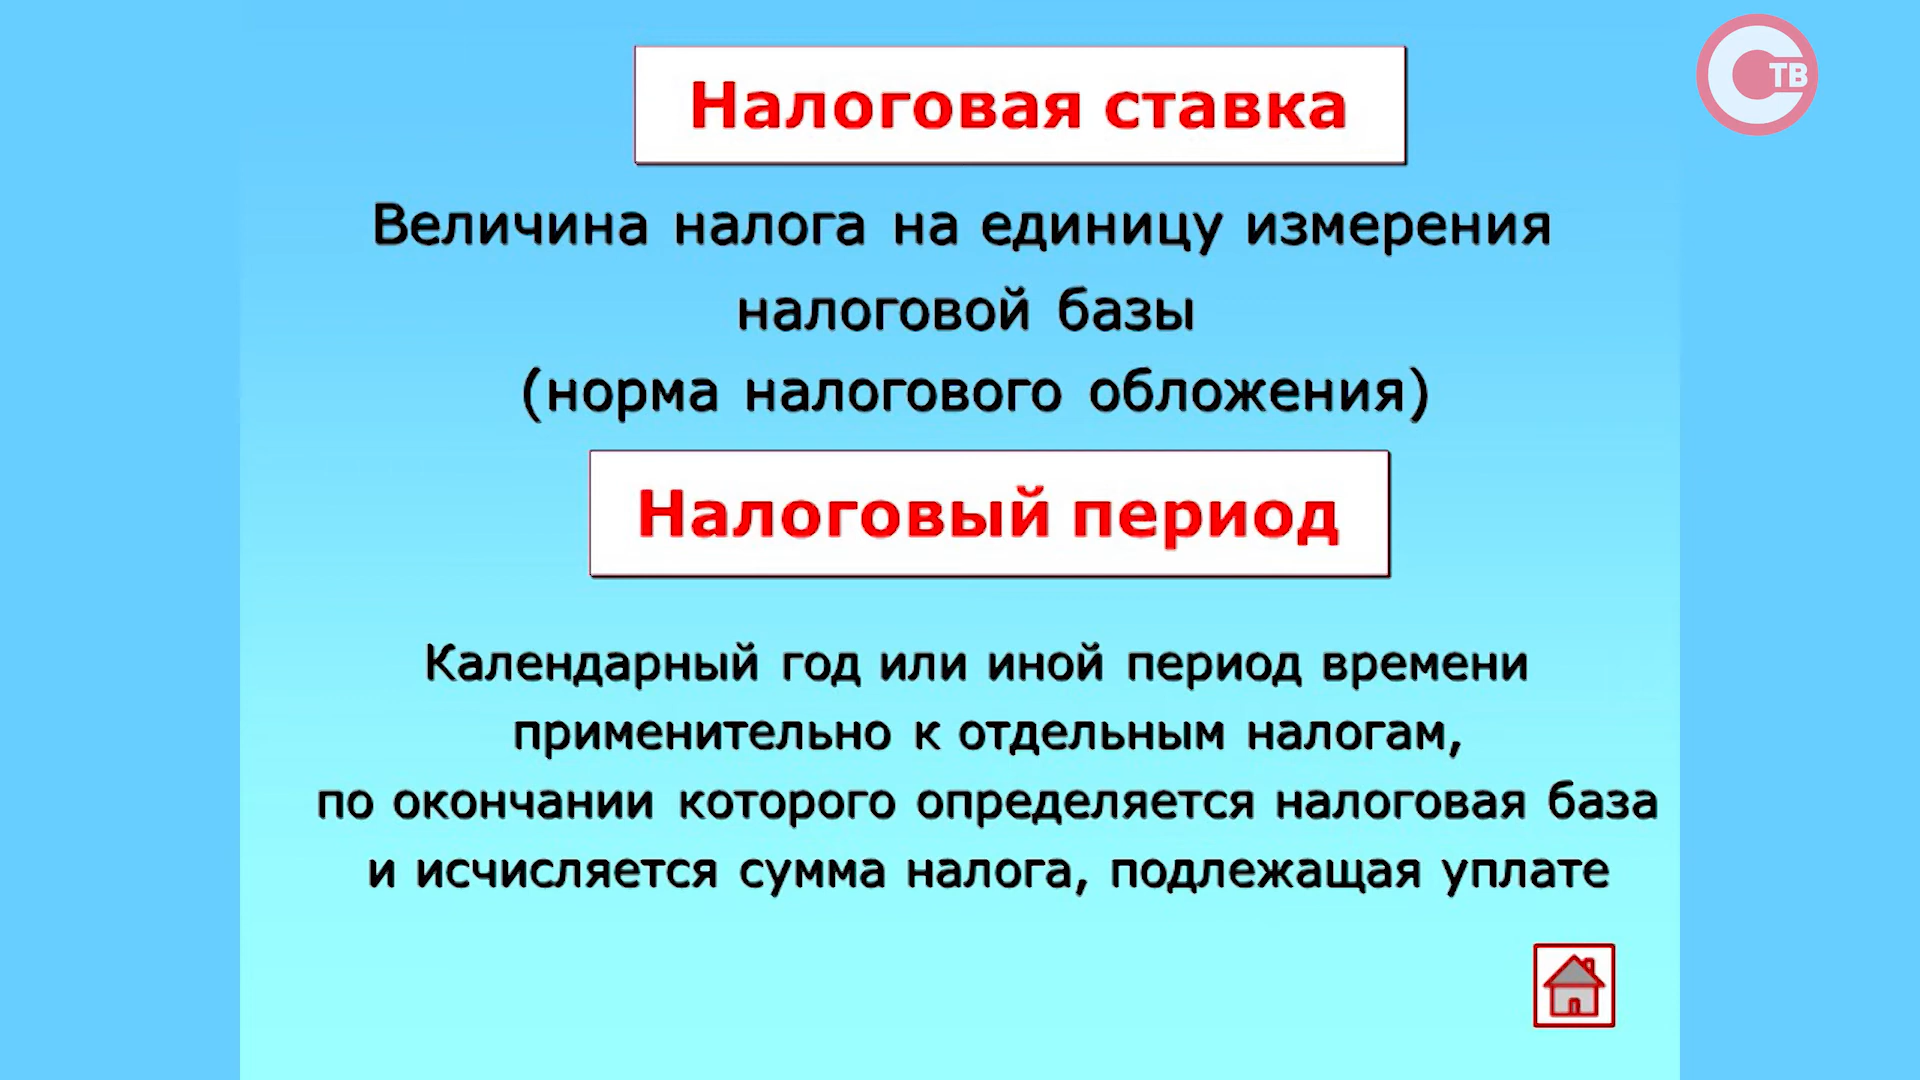 ТВ
Налоговая ставка
Величина налога на единицу измерения
налоговой базы
(норма налогового обложения)
Налоговый период
Календарный год или иной период времени
применительно к отдельным налогам,
по окончании которого определяется налоговая база
и исчисляется сумма налога, подлежащая уплате